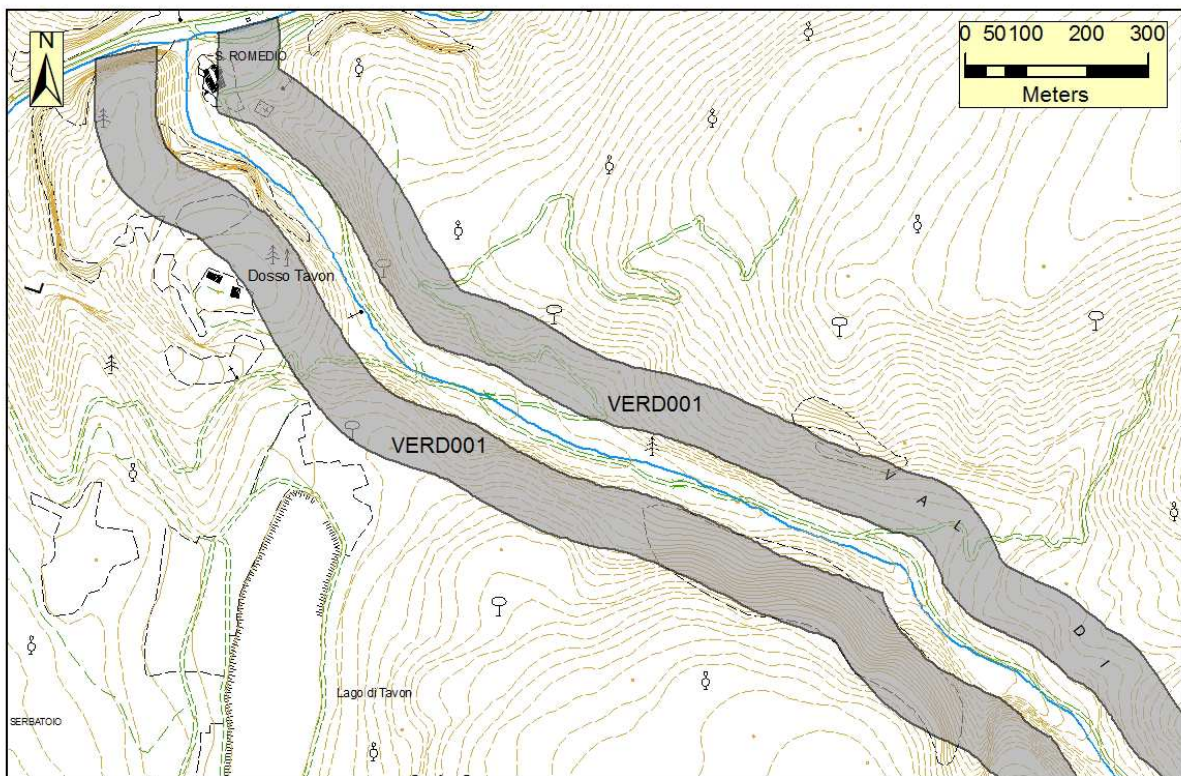 N
S. ROMEDIO
0 50 100 200 300
Meters
L
Dosso Tavon
VERD001
VERD001
V A L
D I
Lago di Tavon
SERBATOIO